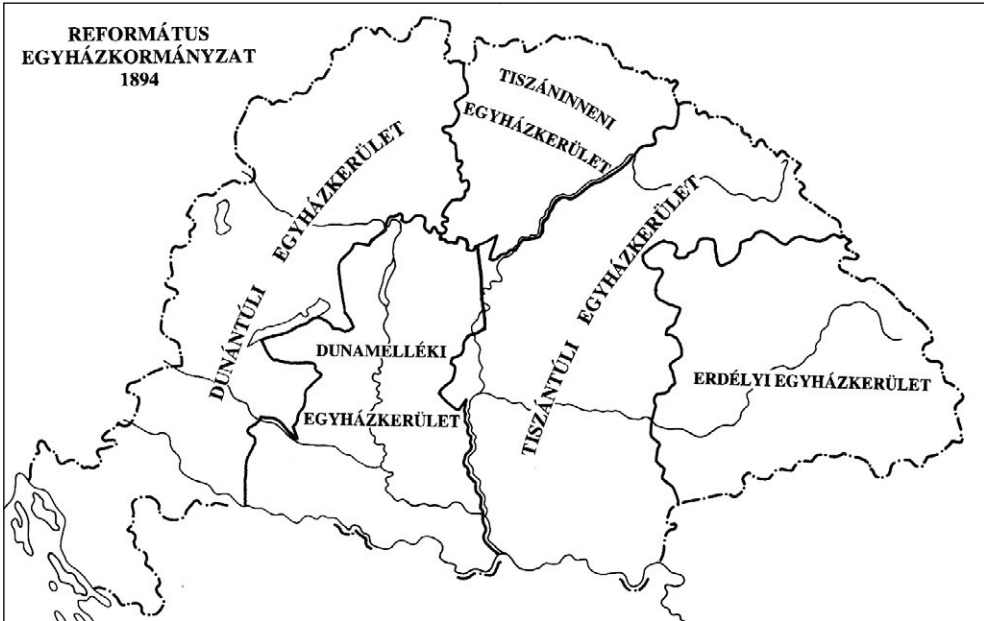 REFORMÁTUS
EGYHÁZKORMÁNYZAT
1894
TISZÁNINNENI
EGYHÁZKERÜLET
DUNÁNTÚLI EGYHÁZKERÜLET
TISZÁNTÚLI EGYHÁZKERÜLET
DUNAMELLÉKI
EGYHÁZKERÜLET
ERDÉLYI EGYHÁZKERÜLET